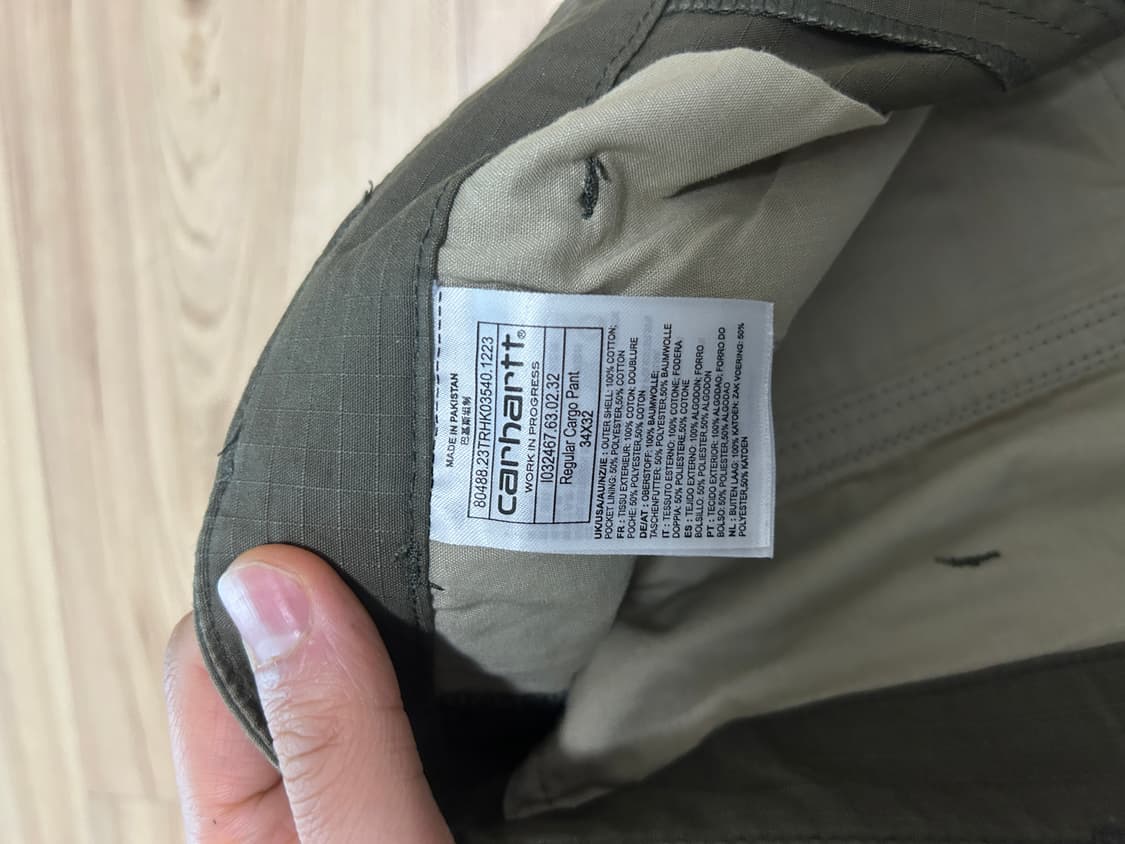 MADE IN PAKISTAN
巴基斯坦制
80488.23TRHK03540.1223
carhartt®
WORK IN PROGRESS
I032467.63.02.32
Regular Cargo Pant
34X32
UK/USA/AU/NZ/IE : OUTER SHELL: 100% COTTON;
POCKET LINING: 50% POLYESTER,50% COTTON
FR : TISSU EXTERIEUR: 100% COTON; DOUBLURE
POCHE: 50% POLYESTER,50% COTON
DE/AT : OBERSTOFF: 100% BAUMWOLLE;
TASCHENFUTTER: 50% POLYESTER,50% BAUMWOLLE
IT : TESSUTO ESTERNO: 100% COTONE; FODERA
DOPPIA: 50% POLIESTERE,50% COTONE
ES : TEJIDO EXTERNO: 100% ALGODON; FORRO
BOLSILLO: 50% POLIESTER,50% ALGODON
PT : TECIDO EXTERIOR: 100% ALGODAO; FORRO DO
BOLSO: 50% POLYESTER,50% ALGODAO
NL : BUITEN LAAG: 100% KATOEN; ZAK VOERING: 50%
POLYESTER,50% KATOEN